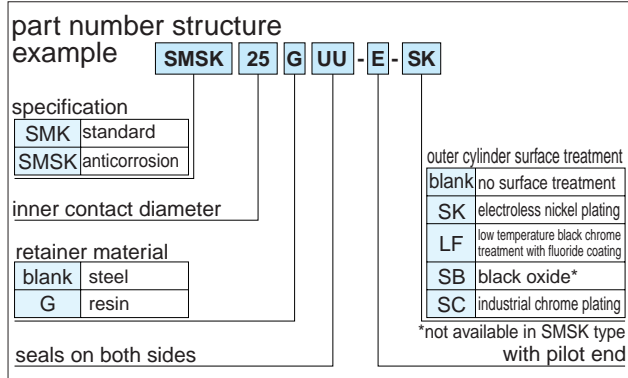 part number structure
example
SMSK 25 G UU - E - SK
specification
SMK standard
SMSK anticorrosion
inner contact diameter
retainer material
blank steel
G resin
seals on both sides
outer cylinder surface treatment
blank no surface treatment
SK electroless nickel plating
LF low temperature black chrome
treatment with fluoride coating
SB black oxide*
SC industrial chrome plating
*not available in SMSK type
with pilot end